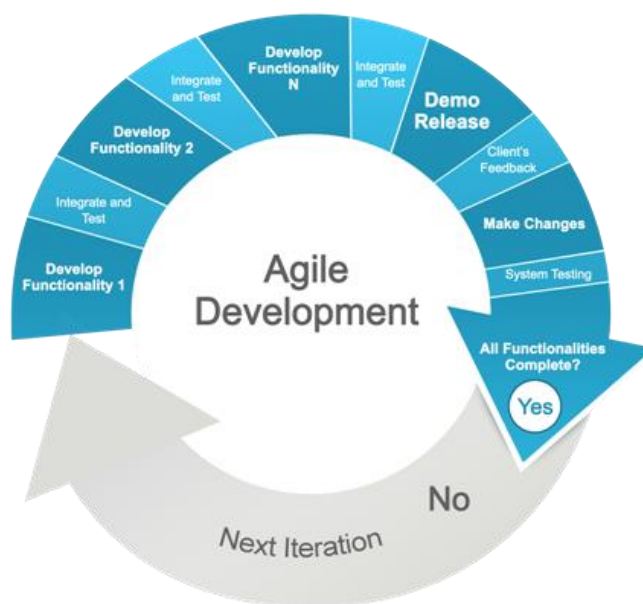 Develop
Functionality 1
Integrate and
Test
Develop
Functionality 2
Integrate
and Test
Develop
Functionality
N
Integrate
and Test
Demo
Release
Client's
Feedback
Make Changes
System Testing
All Functionalities
Complete?
Yes
No
Next Iteration
Agile
Development